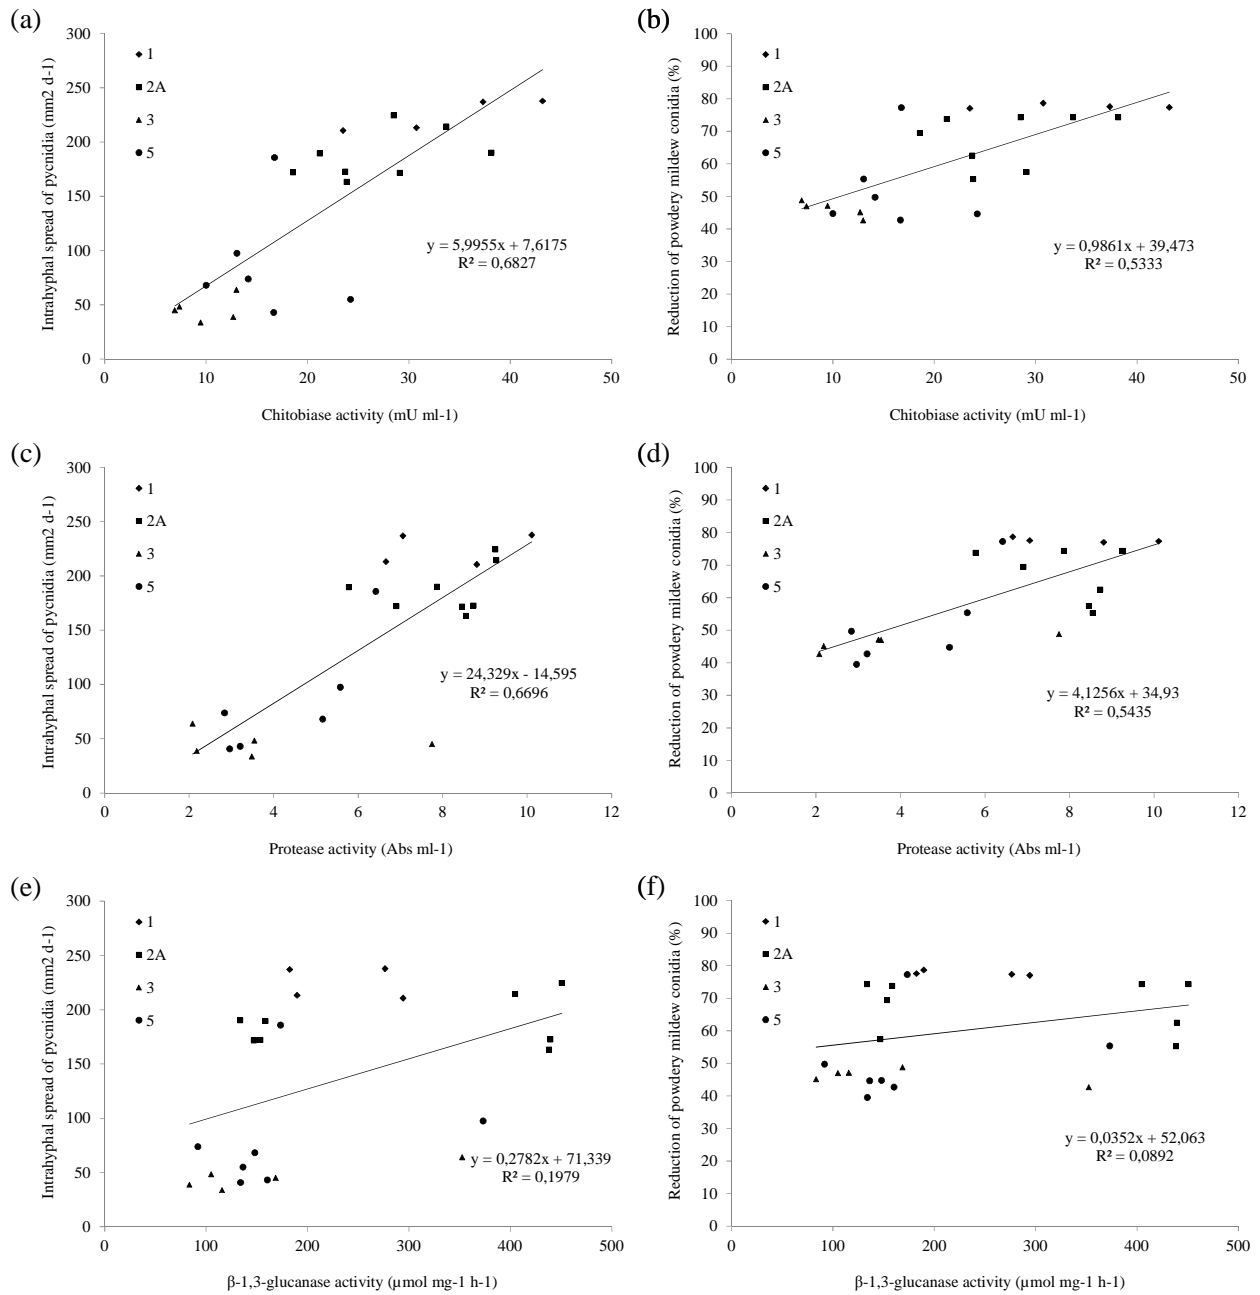 (a)
300
250
200
150
100
50
0
Intrahyphal spread of pycnidia (mm2 d-1)
1
2A
3
5
y = 5,9955x + 7,6175
R² = 0,6827
0 10 20 30 40 50
Chitobiase activity (mU ml-1)
(b)
100
90
80
70
60
50
40
30
20
10
0
Reduction of powdery mildew conidia (%)
1
2A
3
5
y = 0,9861x + 39,473
R² = 0,5333
0 10 20 30 40 50
Chitobiase activity (mU ml-1)
(c)
300
250
200
150
100
50
0
Intrahyphal spread of pycnidia (mm2 d-1)
1
2A
3
5
y = 24,329x - 14,595
R² = 0,6696
0 2 4 6 8 10 12
Protease activity (Abs ml-1)
(d)
100
90
80
70
60
50
40
30
20
10
0
Reduction of powdery mildew conidia (%)
1
2A
3
5
y = 4,1256x + 34,93
R² = 0,5435
0 2 4 6 8 10 12
Protease activity (Abs ml-1)
(e)
300
250
200
150
100
50
0
Intrahyphal spread of pycnidia (mm2 d-1)
1
2A
3
5
y = 0,2782x + 71,339
R² = 0,1979
0 100 200 300 400 500
β-1,3-glucanase activity (µmol mg-1 h-1)
(f)
100
90
80
70
60
50
40
30
20
10
0
Reduction of powdery mildew conidia (%)
1
2A
3
5
y = 0,0352x + 52,063
R² = 0,0892
0 100 200 300 400 500
β-1,3-glucanase activity (µmol mg-1 h-1)